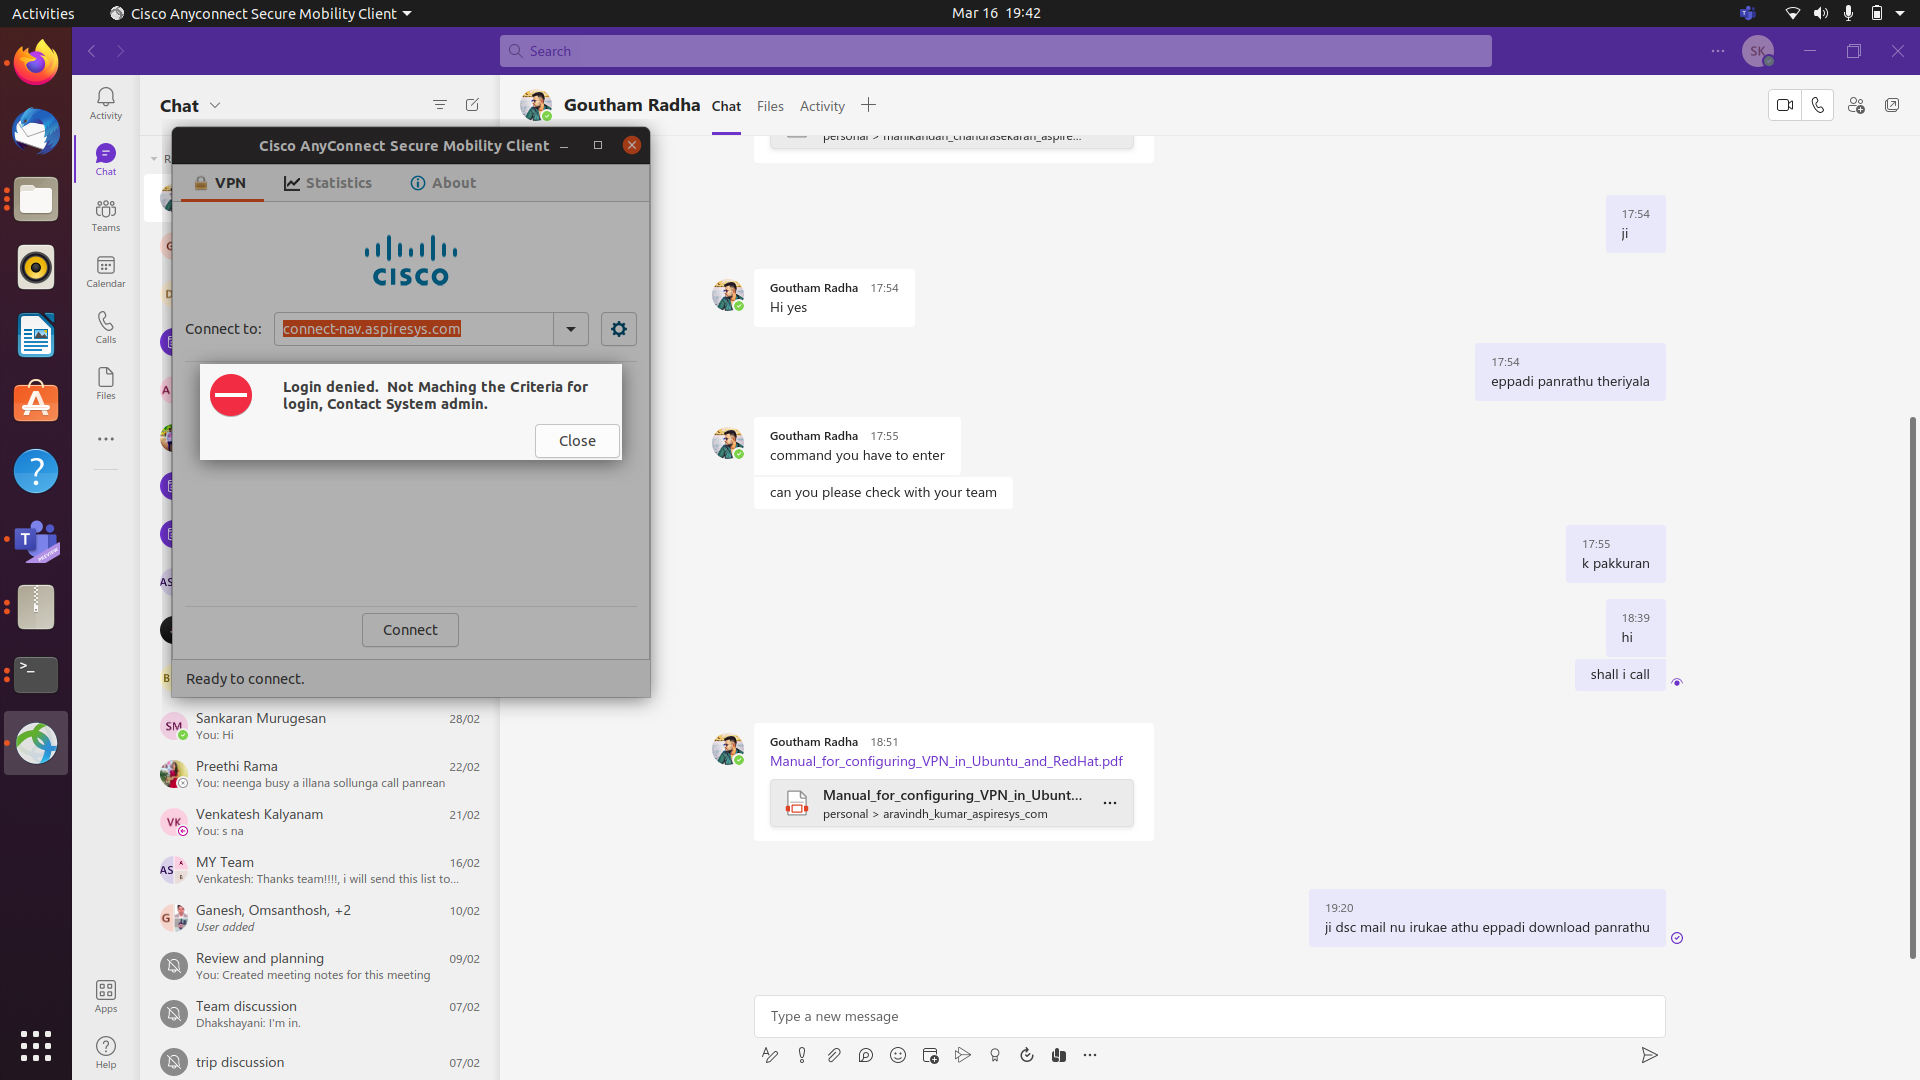 Activities
Cisco Anyconnect Secure Mobility Client
Mar 16 19:42
Search
SK
Activity
Chat
Teams
Calendar
Calls
Files
Apps
Help
Chat
Cisco AnyConnect Secure Mobility Client
VPN
Statistics
About
CISCO
Connect to:
connect-nav.aspiresys.com
Login denied.  Not Maching the Criteria for
login, Contact System admin.
Close
Connect
Ready to connect.
SM
Sankaran Murugesan
28/02
You: Hi
Preethi Rama
22/02
You: neenga busy a illana sollunga call panrean
VK
Venkatesh Kalyanam
21/02
You: s na
AS
MY Team
16/02
Venkatesh: Thanks team!!!!, i will send this list to...
G
Ganesh, Omsanthosh, +2
10/02
User added
Review and planning
09/02
You: Created meeting notes for this meeting
Team discussion
07/02
Dhakshayani: I'm in.
trip discussion
07/02
Goutham Radha
Chat
Files
Activity
personal > manikandan_chandrasekaran_aspire...
17:54
ji
Goutham Radha 17:54
Hi yes
17:54
eppadi panrathu theriyala
Goutham Radha 17:55
command you have to enter
can you please check with your team
17:55
k pakkuran
18:39
hi
shall i call
Goutham Radha 18:51
Manual_for_configuring_VPN_in_Ubuntu_and_RedHat.pdf
Manual_for_configuring_VPN_in_Ubunt...
personal > aravindh_kumar_aspiresys_com
19:20
ji dsc mail nu irukae athu eppadi download panrathu
Type a new message